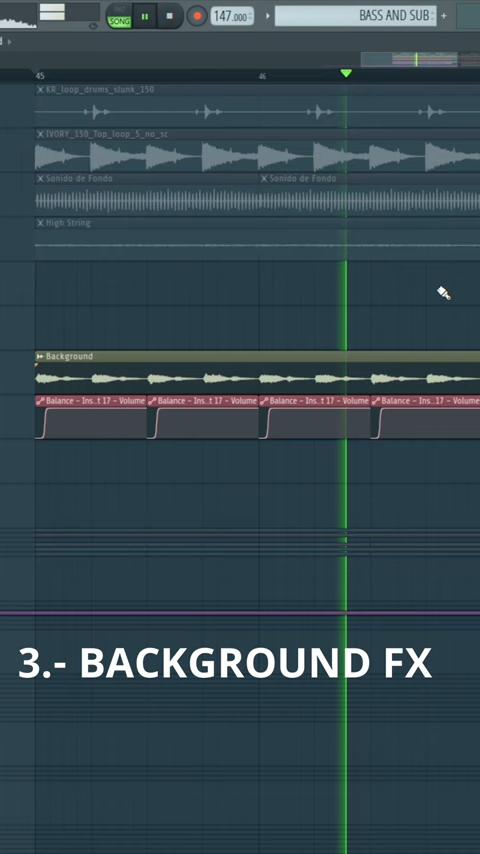 SONG
147.000
BASS AND SUB
45
46
KR_loop_drums_slunk_150
IVORY_150_Top_loop_5_no_sc
Sonido de Fondo
Sonido de Fondo
High String
Background
Balance - Ins..t 17 - Volume
Balance - Ins..t 17 - Volume
Balance - Ins..t 17 - Volume
Balance - Ins..17 - Volume
3.- BACKGROUND FX